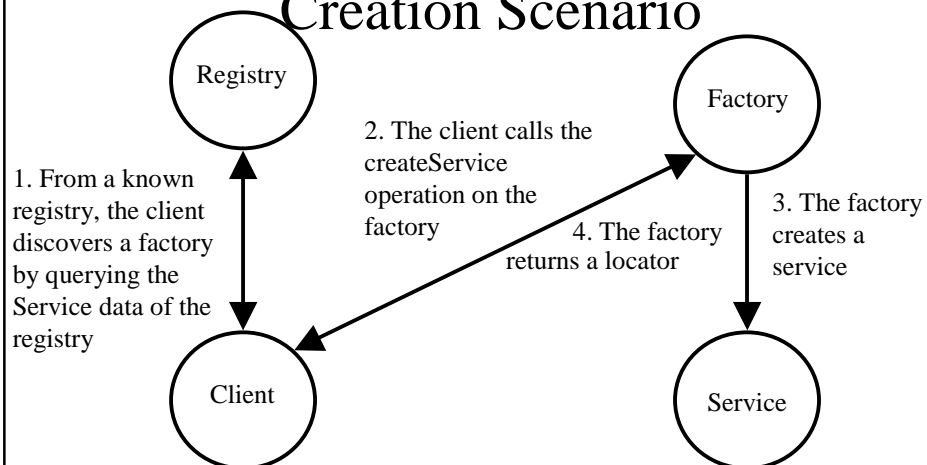 Creation Scenario
Registry
Factory
2. The client calls the
createService
operation on the
factory
1. From a known
registry, the client
discovers a factory
by querying the
Service data of the
registry
3. The factory
creates a
service
4. The factory
returns a locator
Client
Service